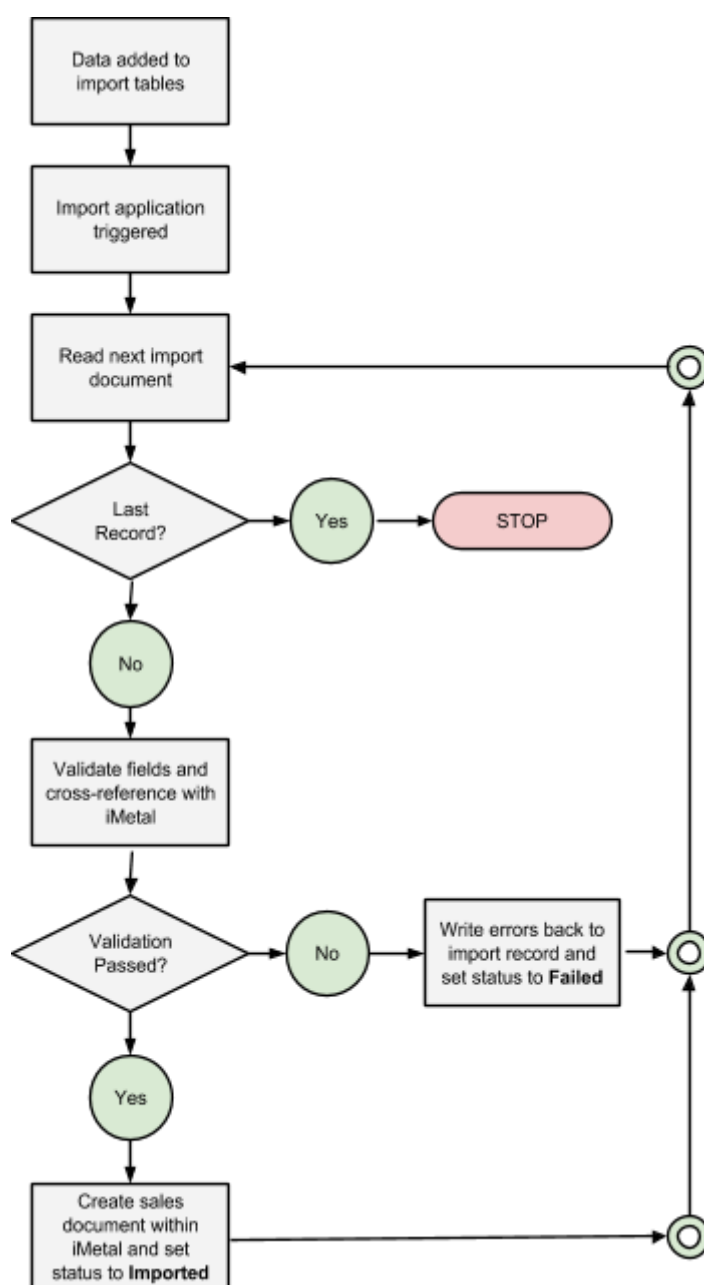 Data added to
import tables
Import application
triggered
Read next import
document
Last
Record?
Yes
STOP
No
Validate fields and
cross-reference with
iMetal
Validation
Passed?
No
Write errors back to
import record and
set status to Failed
Yes
Create sales
document within
iMetal and set
status to Imported